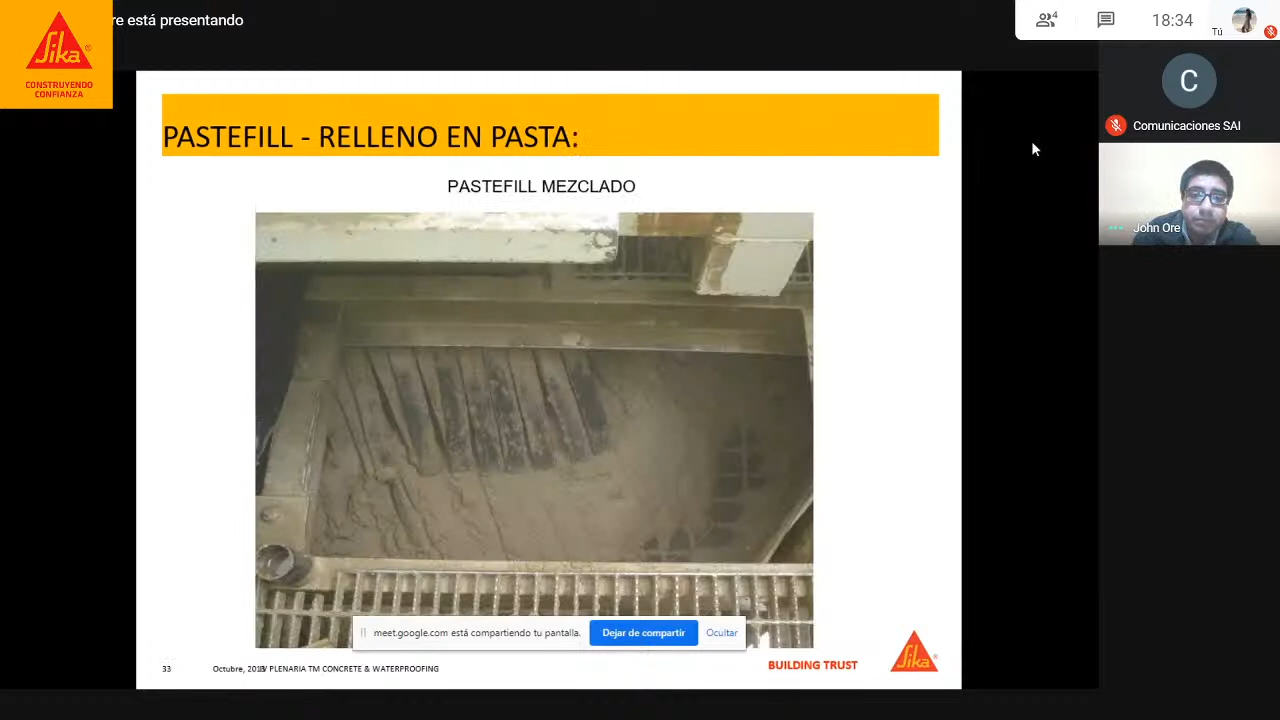 Sika®
CONSTRUYENDO
CONFIANZA
re está presentando
4
18:34
Tú
C
Comunicaciones SAI
John Ore
PASTEFILL - RELLENO EN PASTA:
PASTEFILL MEZCLADO
meet.google.com está compartiendo tu pantalla.
Dejar de compartir
Ocultar
33
Octubre,
PLENARIA TM CONCRETE & WATERPROOFING
BUILDING TRUST
Sika®